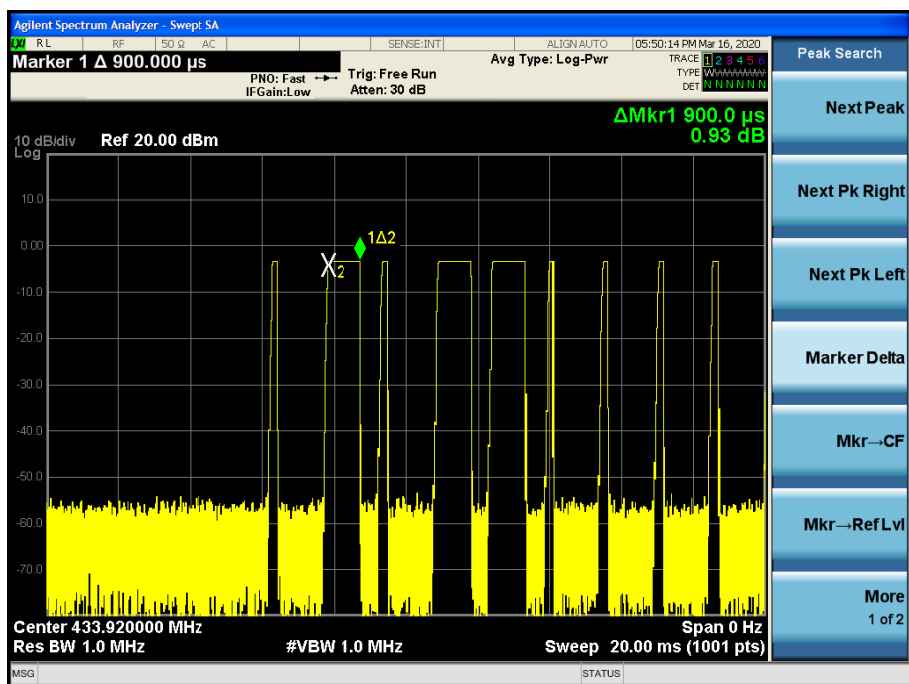 Agilent Spectrum Analyzer - Swept SA
LXI RL RF 50 Ω AC SENSE:INT ALIGN AUTO 05:50:14 PM Mar 16, 2020
Marker 1 Δ 900.000 µs
PNO: Fast
IFGain:Low
Trig: Free Run
Atten: 30 dB
Avg Type: Log-Pwr
TRACE 1 2 3 4 5 6
TYPE WWWWWW
DET N N N N N N
Peak Search
Next Peak
Next Pk Right
Next Pk Left
Marker Delta
Mkr→CF
Mkr→Ref Lvl
More
1 of 2
ΔMkr1 900.0 µs
0.93 dB
10 dB/div Ref 20.00 dBm
Log
10.0
0.00
-10.0
-20.0
-30.0
-40.0
-50.0
-60.0
-70.0
1Δ2
X2
Center 433.920000 MHz Span 0 Hz
Res BW 1.0 MHz #VBW 1.0 MHz Sweep 20.00 ms (1001 pts)
MSG STATUS